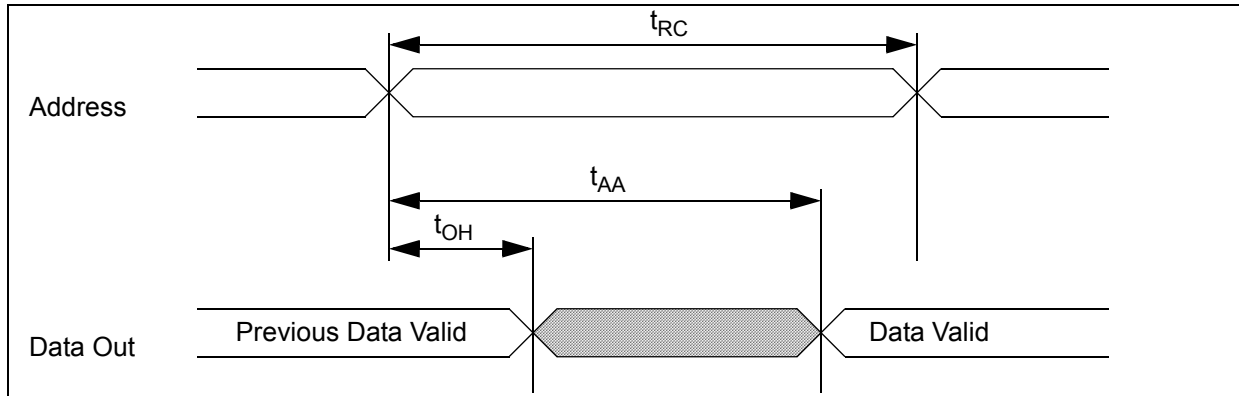 tRC
Address
tAA
tOH
Previous Data Valid
Data Valid
Data Out